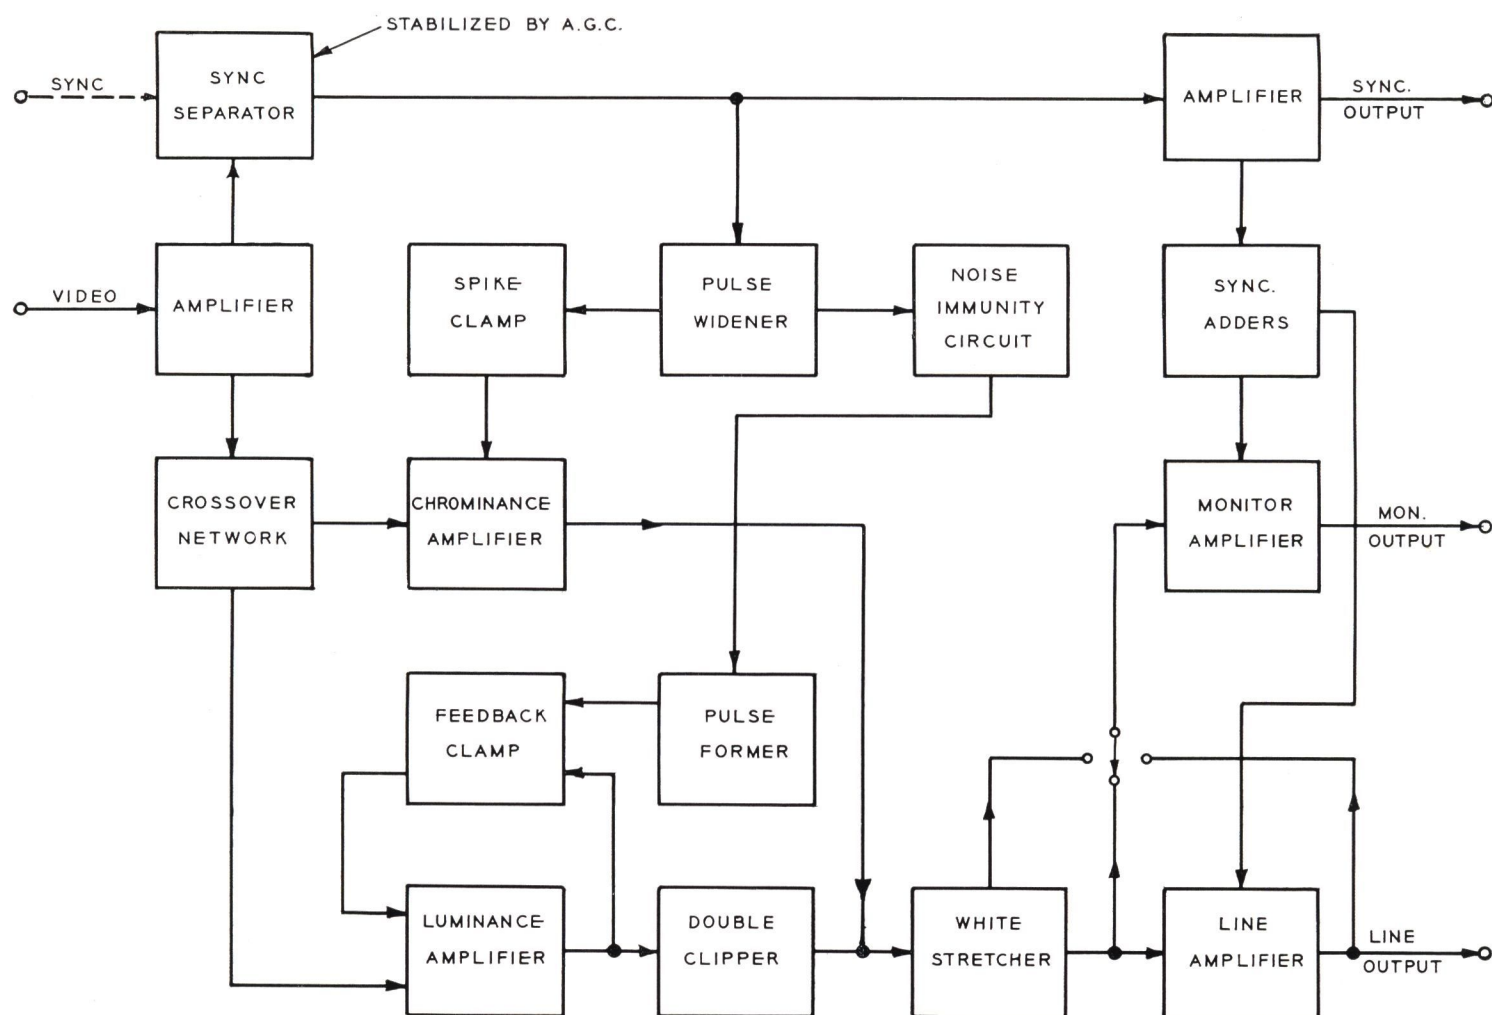 STABILIZED BY A.G.C.
SYNC
SYNC
SEPARATOR
AMPLIFIER
SYNC.
OUTPUT
VIDEO
AMPLIFIER
SPIKE
CLAMP
PULSE
WIDENER
NOISE
IMMUNITY
CIRCUIT
SYNC.
ADDERS
CROSSOVER
NETWORK
CHROMINANCE
AMPLIFIER
MONITOR
AMPLIFIER
MON.
OUTPUT
FEEDBACK
CLAMP
PULSE
FORMER
LUMINANCE
AMPLIFIER
DOUBLE
CLIPPER
WHITE
STRETCHER
LINE
AMPLIFIER
LINE
OUTPUT